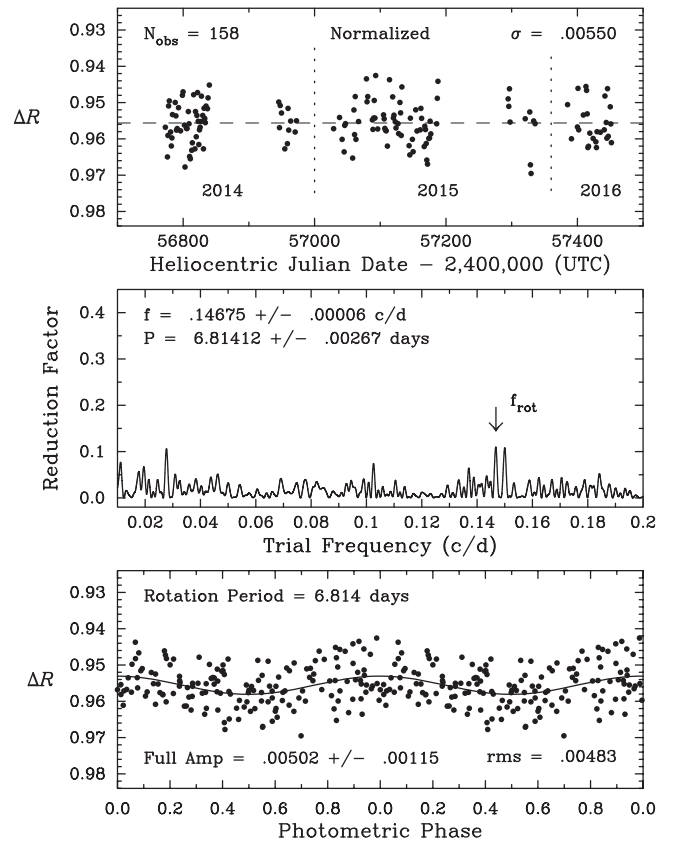 N_obs = 158 Normalized σ = .00550
0.93
0.94
0.95
ΔR
0.96
0.97
2014 2015 2016
0.98
56800 57000 57200 57400
Heliocentric Julian Date − 2,400,000 (UTC)
0.4
f = .14675 +/− .00006 c/d
P = 6.81412 +/− .00267 days
0.3
Reduction Factor
0.2
f_rot
0.1
0.0
0.02 0.04 0.06 0.08 0.1 0.12 0.14 0.16 0.18 0.2
Trial Frequency (c/d)
0.93
Rotation Period = 6.814 days
0.94
0.95
ΔR
0.96
0.97
Full Amp = .00502 +/− .00115 rms = .00483
0.98
0.0 0.2 0.4 0.6 0.8 0.0 0.2 0.4 0.6 0.8 0.0
Photometric Phase